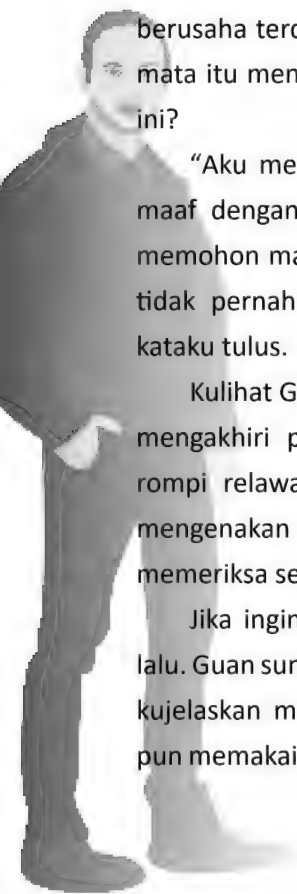 berusaha terd
mata itu men
ini?
“Aku me
maaf dengan
memohon ma
tidak pernah
kataku tulus.
Kulihat G
mengakhiri p
rompi relawa
mengenakan
memeriksa se
Jika ingin
lalu. Guan sur
kujelaskan m
pun memakai